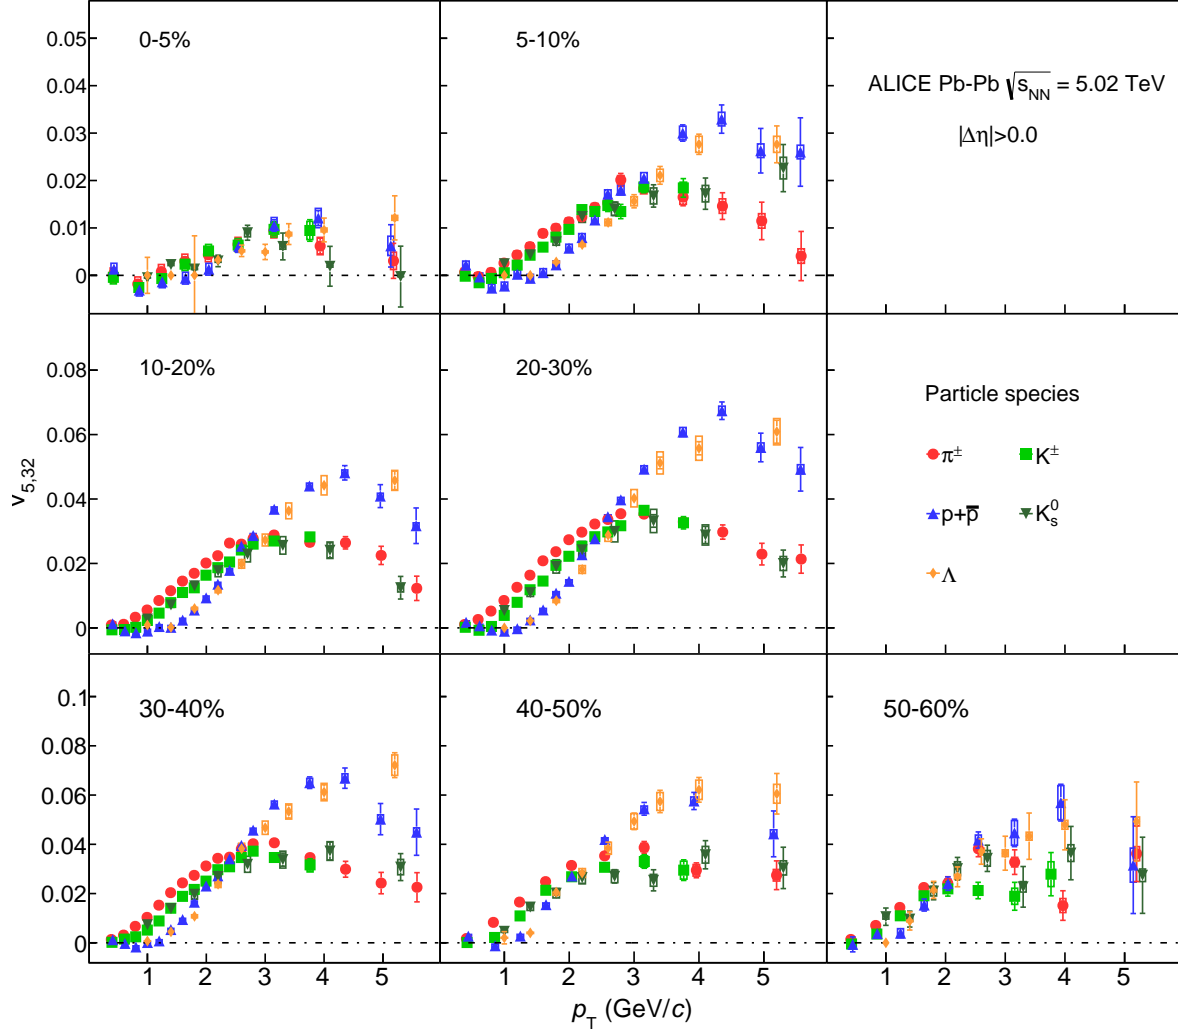 0-5%
5-10%
ALICE Pb-Pb √s_NN = 5.02 TeV
|Δη|>0.0
0.05
0.04
0.03
0.02
0.01
0
10-20%
20-30%
Particle species
π±
K±
p+p̅
K⁰ₛ
Λ
0.08
0.06
0.04
0.02
0
v_5,32
30-40%
40-50%
50-60%
0.1
0.08
0.06
0.04
0.02
0
1 2 3 4 5
1 2 3 4 5
1 2 3 4 5
p_T (GeV/c)